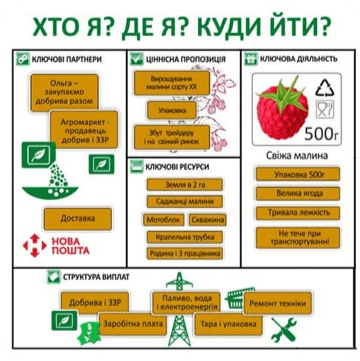 ХТО Я? ДЕ Я? КУДИ ЙТИ?
КЛЮЧОВІ ПАРТНЕРИ
Ольга –
закупаємо
добрива разом
Агромаркет -
продавець
добрив і ЗЗР
Доставка
НОВА
ПОШТА
ЦІННІСНА ПРОПОЗИЦІЯ
Вирощування
малини сорту ХХ
Упаковка
Збут трейдеру
і на свіжий ринок
КЛЮЧОВІ РЕСУРСИ
Земля в 2 га
Саджанці малини
Мотоблок
Скважина
Крапельна трубка
Родина і 3 працівника
КЛЮЧОВА ДІЯЛЬНІСТЬ
500г
Свіжа малина
Упаковка 500г
Велика ягода
Тривала лежкість
Не тече при
транспортуванні
СТРУКТУРА ВИПЛАТ
Добрива і ЗЗР
Паливо, вода
і електроенергія
Ремонт техніки
Заробітна плата
Тара і упаковка